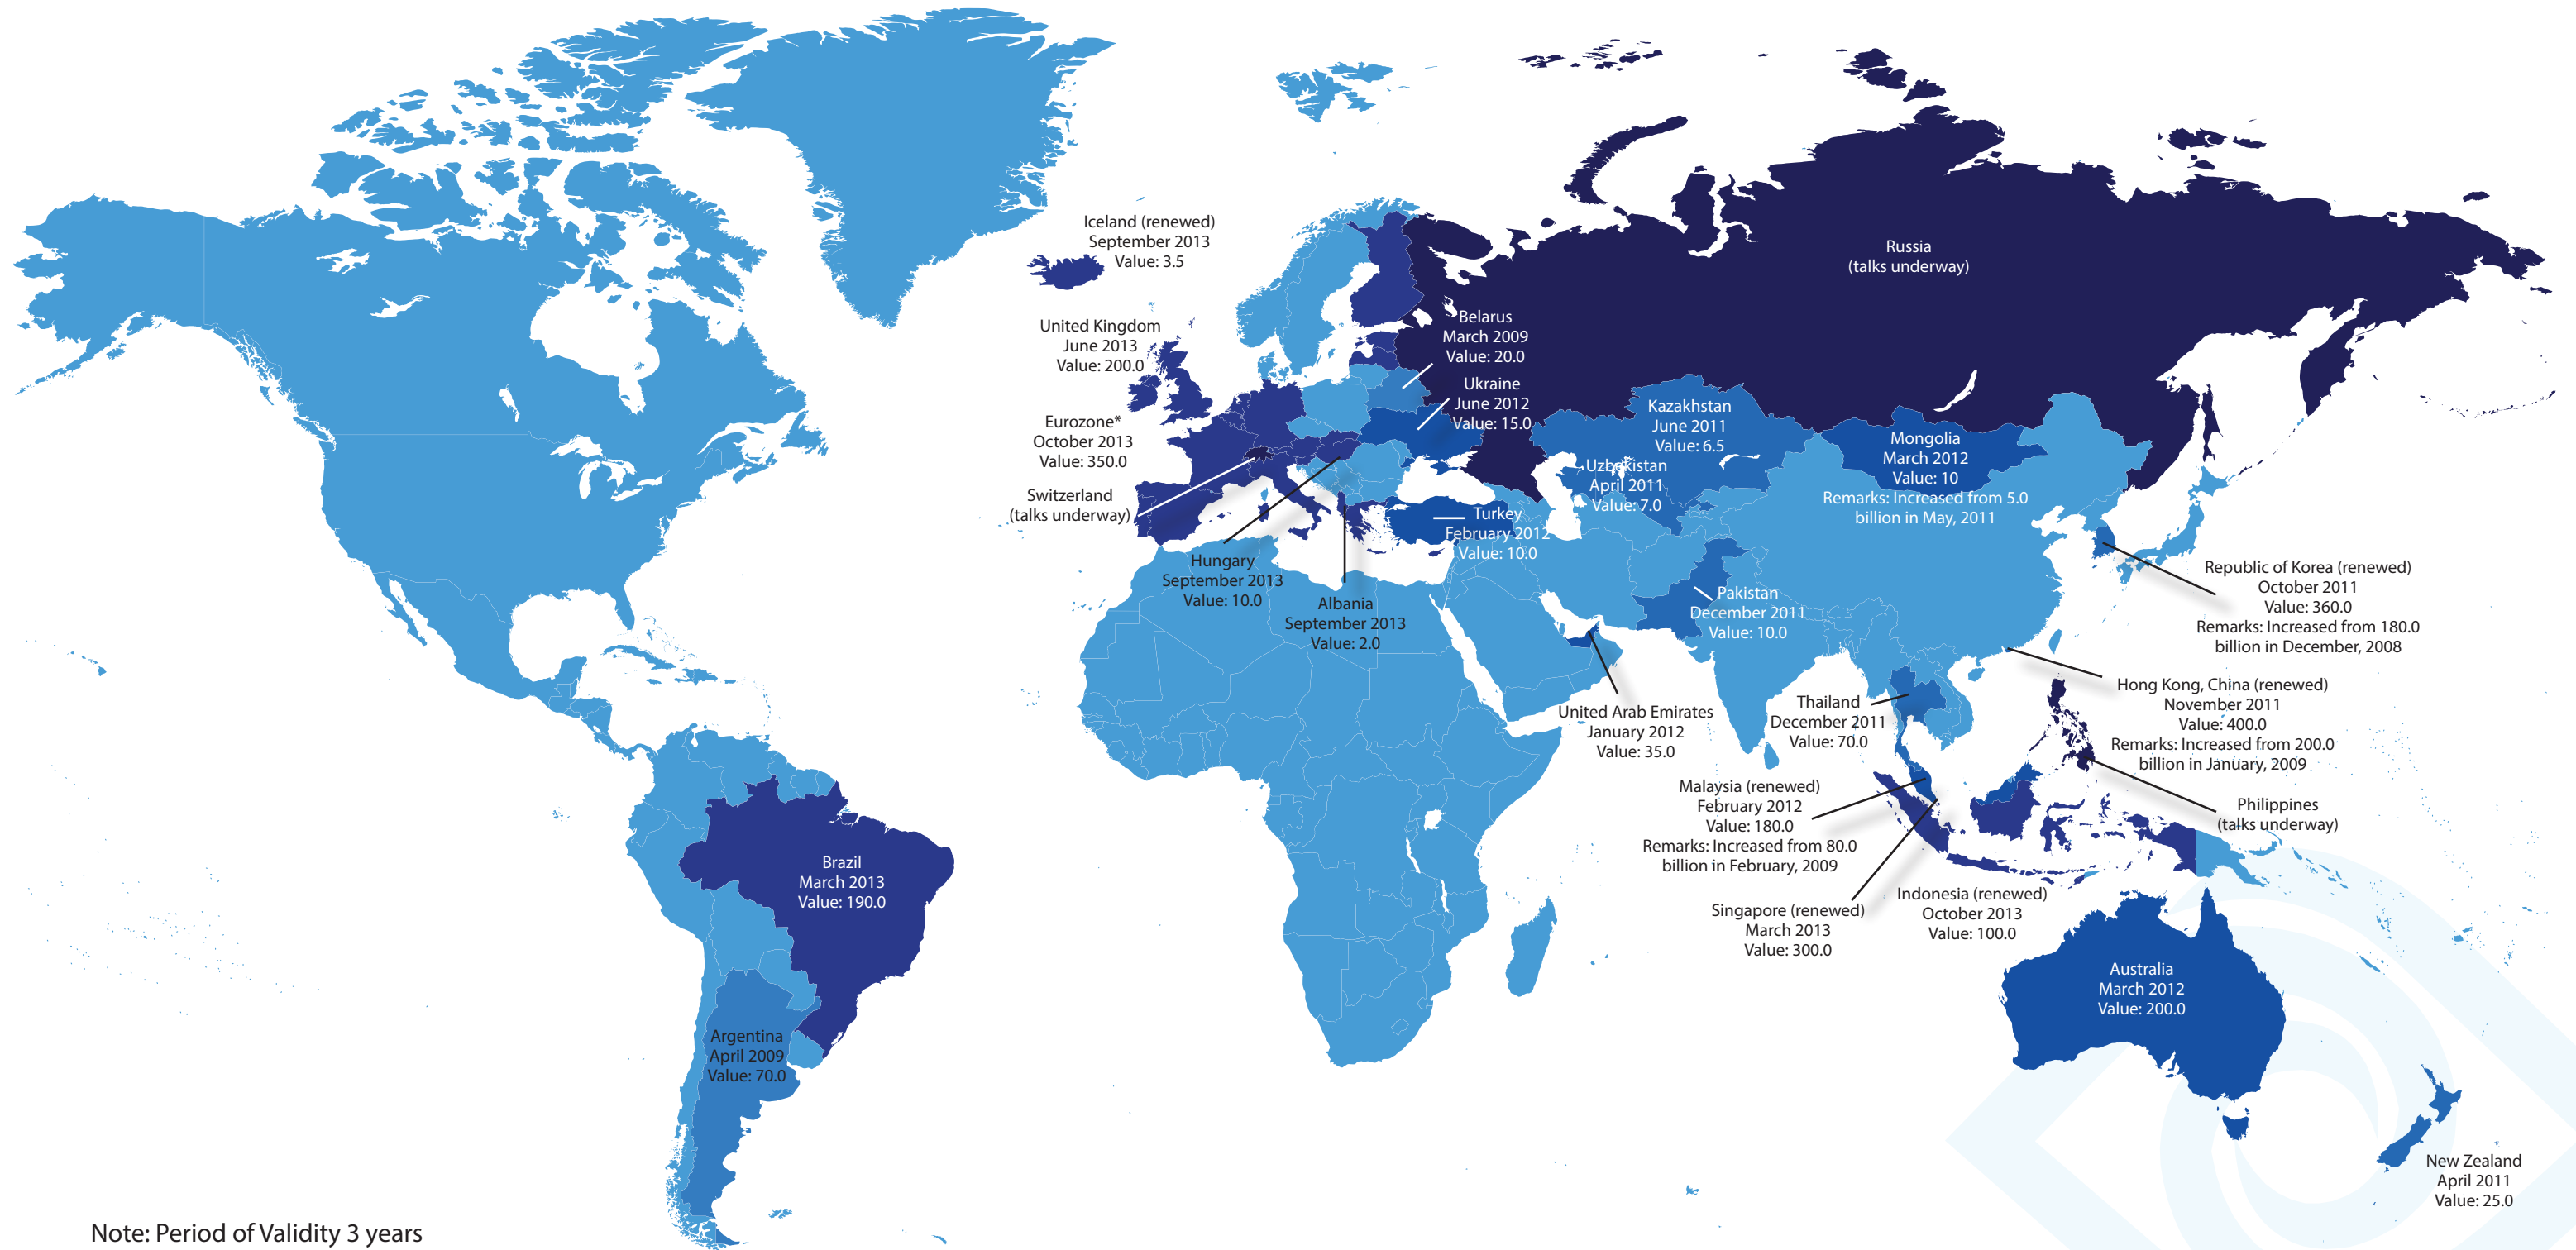 Iceland (renewed)
September 2013
Value: 3.5
United Kingdom
June 2013
Value: 200.0
Eurozone*
October 2013
Value: 350.0
Switzerland
(talks underway)
Hungary
September 2013
Value: 10.0
Albania
September 2013
Value: 2.0
Belarus
March 2009
Value: 20.0
Ukraine
June 2012
Value: 15.0
Turkey
February 2012
Value: 10.0
Russia
(talks underway)
Kazakhstan
June 2011
Value: 6.5
Uzbekistan
April 2011
Value: 7.0
Mongolia
March 2012
Value: 10
Remarks: Increased from 5.0
billion in May, 2011
Pakistan
December 2011
Value: 10.0
United Arab Emirates
January 2012
Value: 35.0
Republic of Korea (renewed)
October 2011
Value: 360.0
Remarks: Increased from 180.0
billion in December, 2008
Hong Kong, China (renewed)
November 2011
Value: 400.0
Remarks: Increased from 200.0
billion in January, 2009
Thailand
December 2011
Value: 70.0
Malaysia (renewed)
February 2012
Value: 180.0
Remarks: Increased from 80.0
billion in February, 2009
Philippines
(talks underway)
Singapore (renewed)
March 2013
Value: 300.0
Indonesia (renewed)
October 2013
Value: 100.0
Brazil
March 2013
Value: 190.0
Argentina
April 2009
Value: 70.0
Australia
March 2012
Value: 200.0
New Zealand
April 2011
Value: 25.0
Note: Period of Validity 3 years